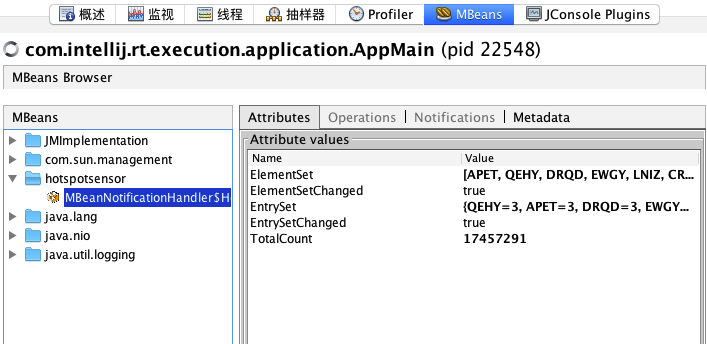 概述 监视 线程 抽样器 Profiler MBeans JConsole Plugins
com.intellij.rt.execution.application.AppMain (pid 22548)
MBeans Browser
MBeans
JMImplementation
com.sun.management
hotspotsensor
MBeanNotificationHandler$H
java.lang
java.nio
java.util.logging
Attributes Operations Notifications Metadata
Attribute values
Name Value
ElementSet [APET, QEHY, DRQD, EWGY, LNIZ, CR...
ElementSetChanged true
EntrySet {QEHY=3, APET=3, DRQD=3, EWGY...
EntrySetChanged true
TotalCount 17457291